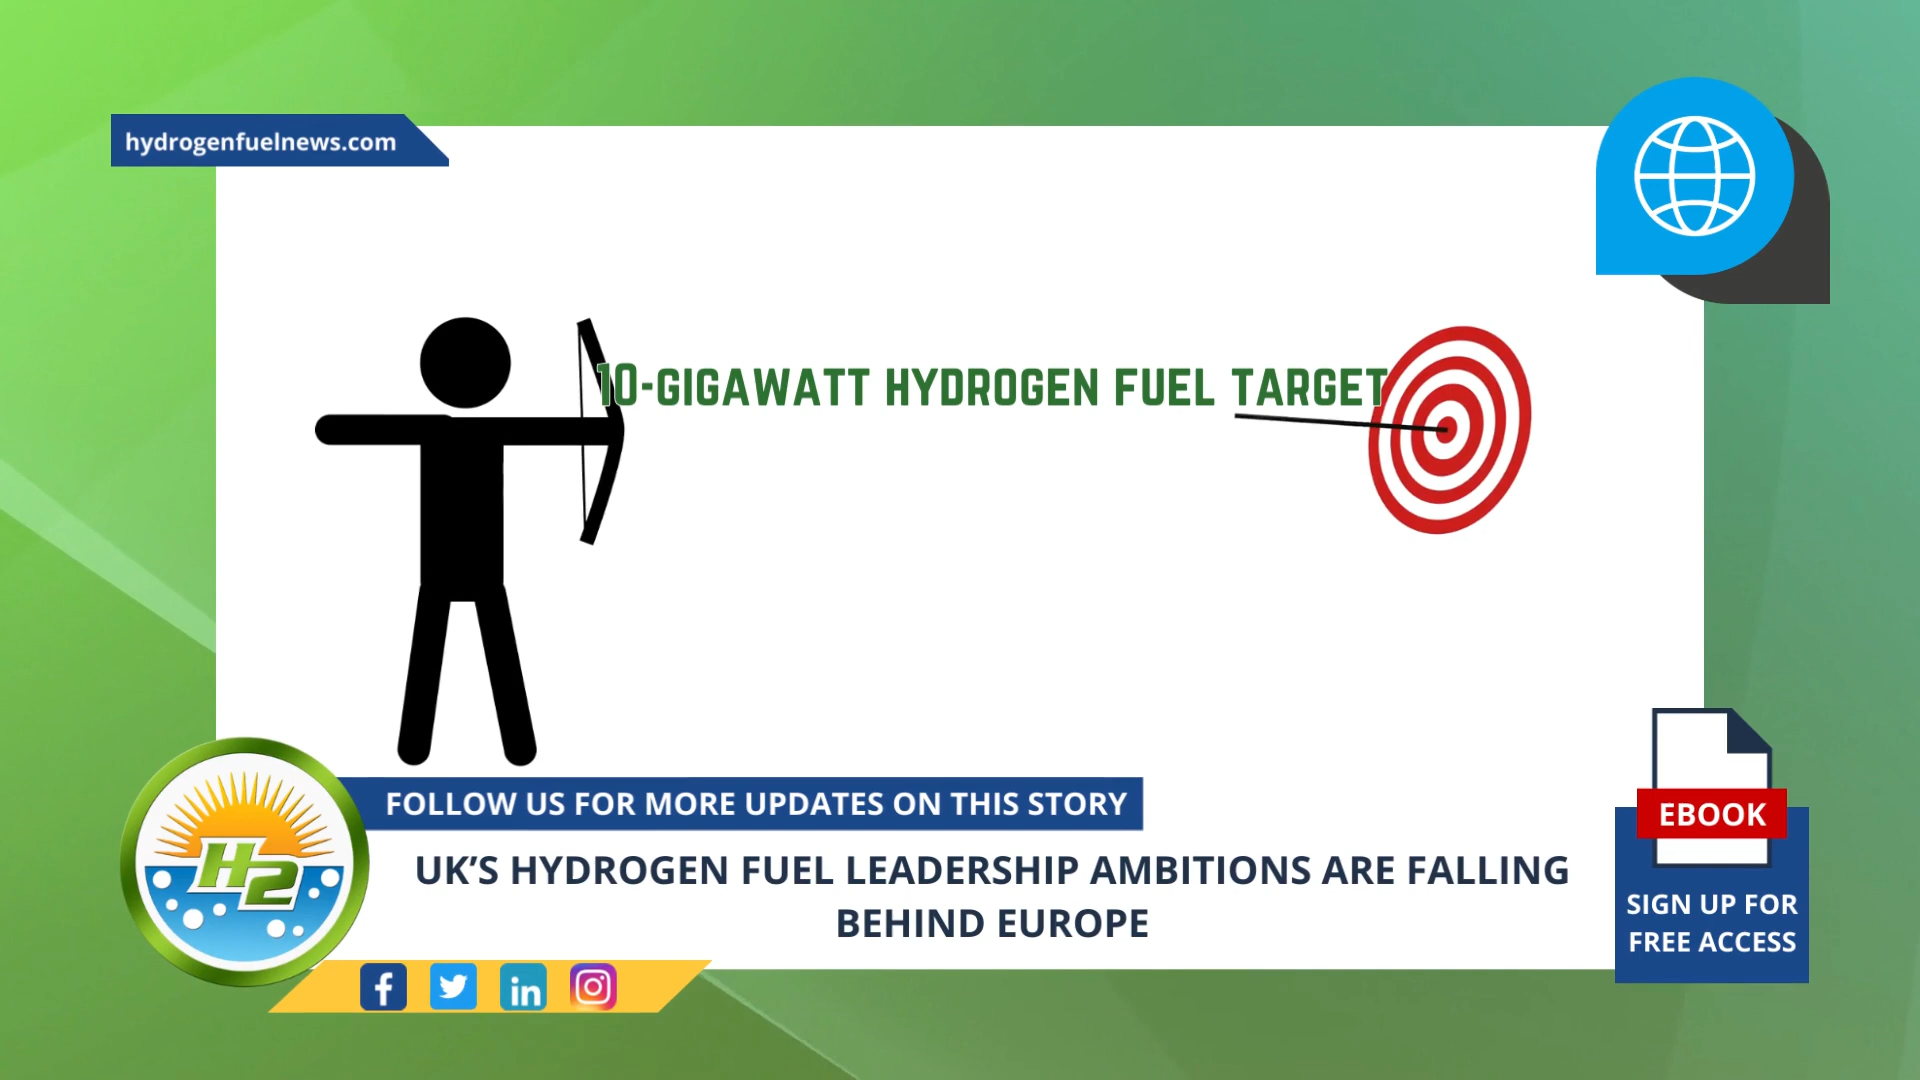 hydrogenfuelnews.com
10-GIGAWATT HYDROGEN FUEL TARGET
FOLLOW US FOR MORE UPDATES ON THIS STORY
UK’S HYDROGEN FUEL LEADERSHIP AMBITIONS ARE FALLING
BEHIND EUROPE
H2
EBOOK
SIGN UP FOR
FREE ACCESS